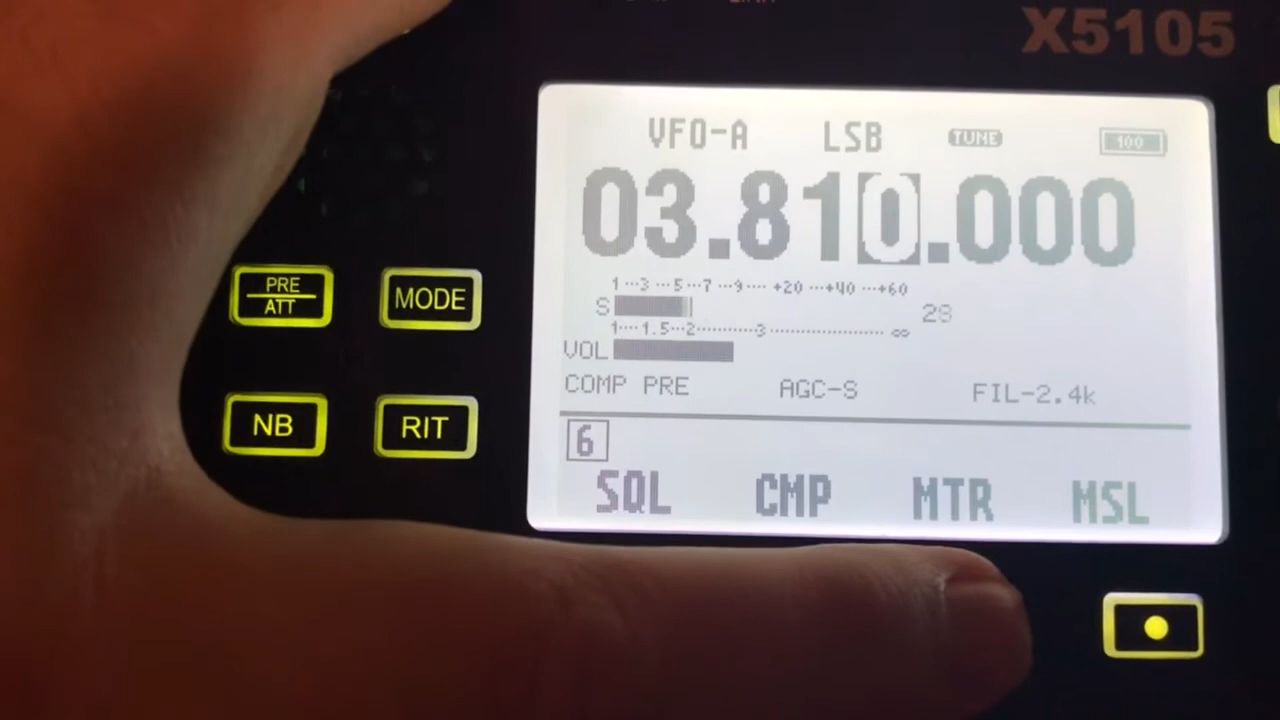 X5105
VFO-A LSB TUNE 100
03.810.000
1···3···5···7···9···· +20 ···+40 ···+60
S 28
1····1.5···2···········3·················∞
VOL
COMP PRE AGC-S FIL-2.4k
6
SQL CMP MTR MSL
PRE
ATT
MODE
NB
RIT